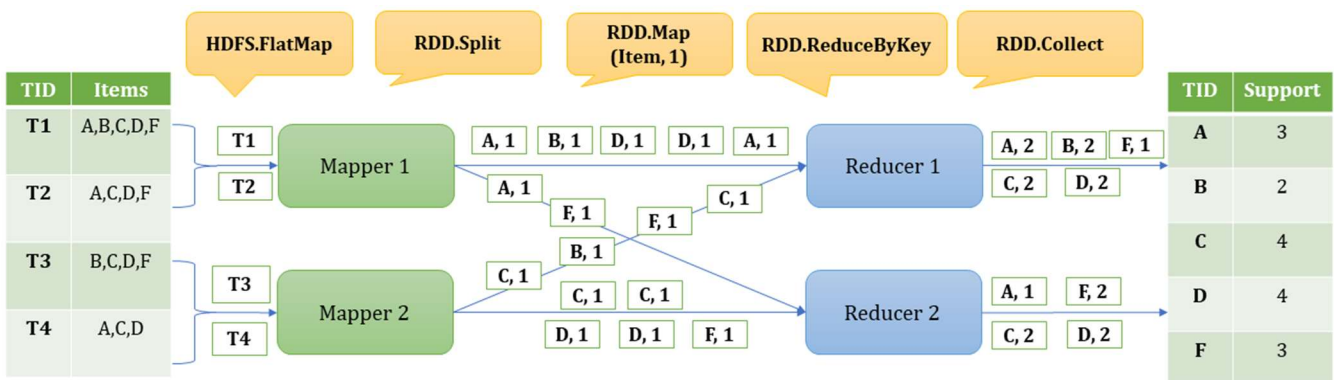 HDFS.FlatMap
RDD.Split
RDD.Map
(Item, 1)
RDD.ReduceByKey
RDD.Collect
TID Items
T1 A,B,C,D,F
T2 A,C,D,F
T3 B,C,D,F
T4 A,C,D
T1
T2
T3
T4
Mapper 1
Mapper 2
A, 1 B, 1 D, 1 D, 1 A, 1
A, 1
F, 1
C, 1
B, 1
F, 1
C, 1
C, 1 C, 1
D, 1 D, 1 F, 1
Reducer 1
Reducer 2
A, 2 B, 2 F, 1
C, 2 D, 2
A, 1 F, 2
C, 2 D, 2
TID Support
A 3
B 2
C 4
D 4
F 3